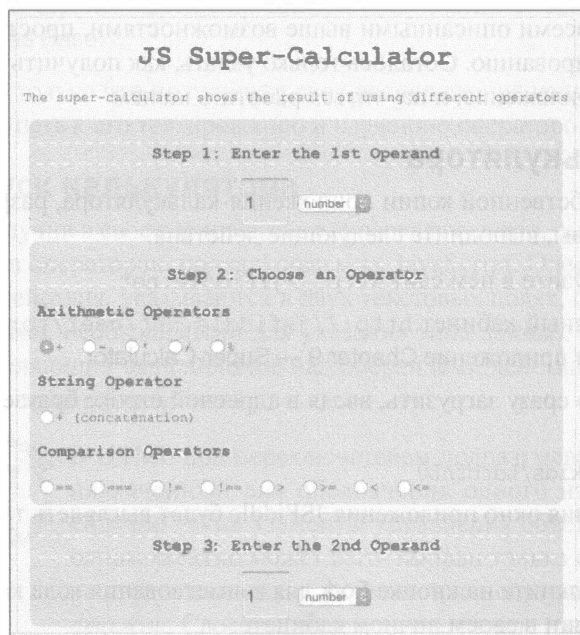 JS Super-Calculator
The super-calculator shows the result of using different operators
Step 1: Enter the 1st Operand
1 number
Step 2: Choose an Operator
Arithmetic Operators
+ - * / %
String Operator
+ (concatenation)
Comparison Operators
== === != !== > >= < <=
Step 3: Enter the 2nd Operand
1 number